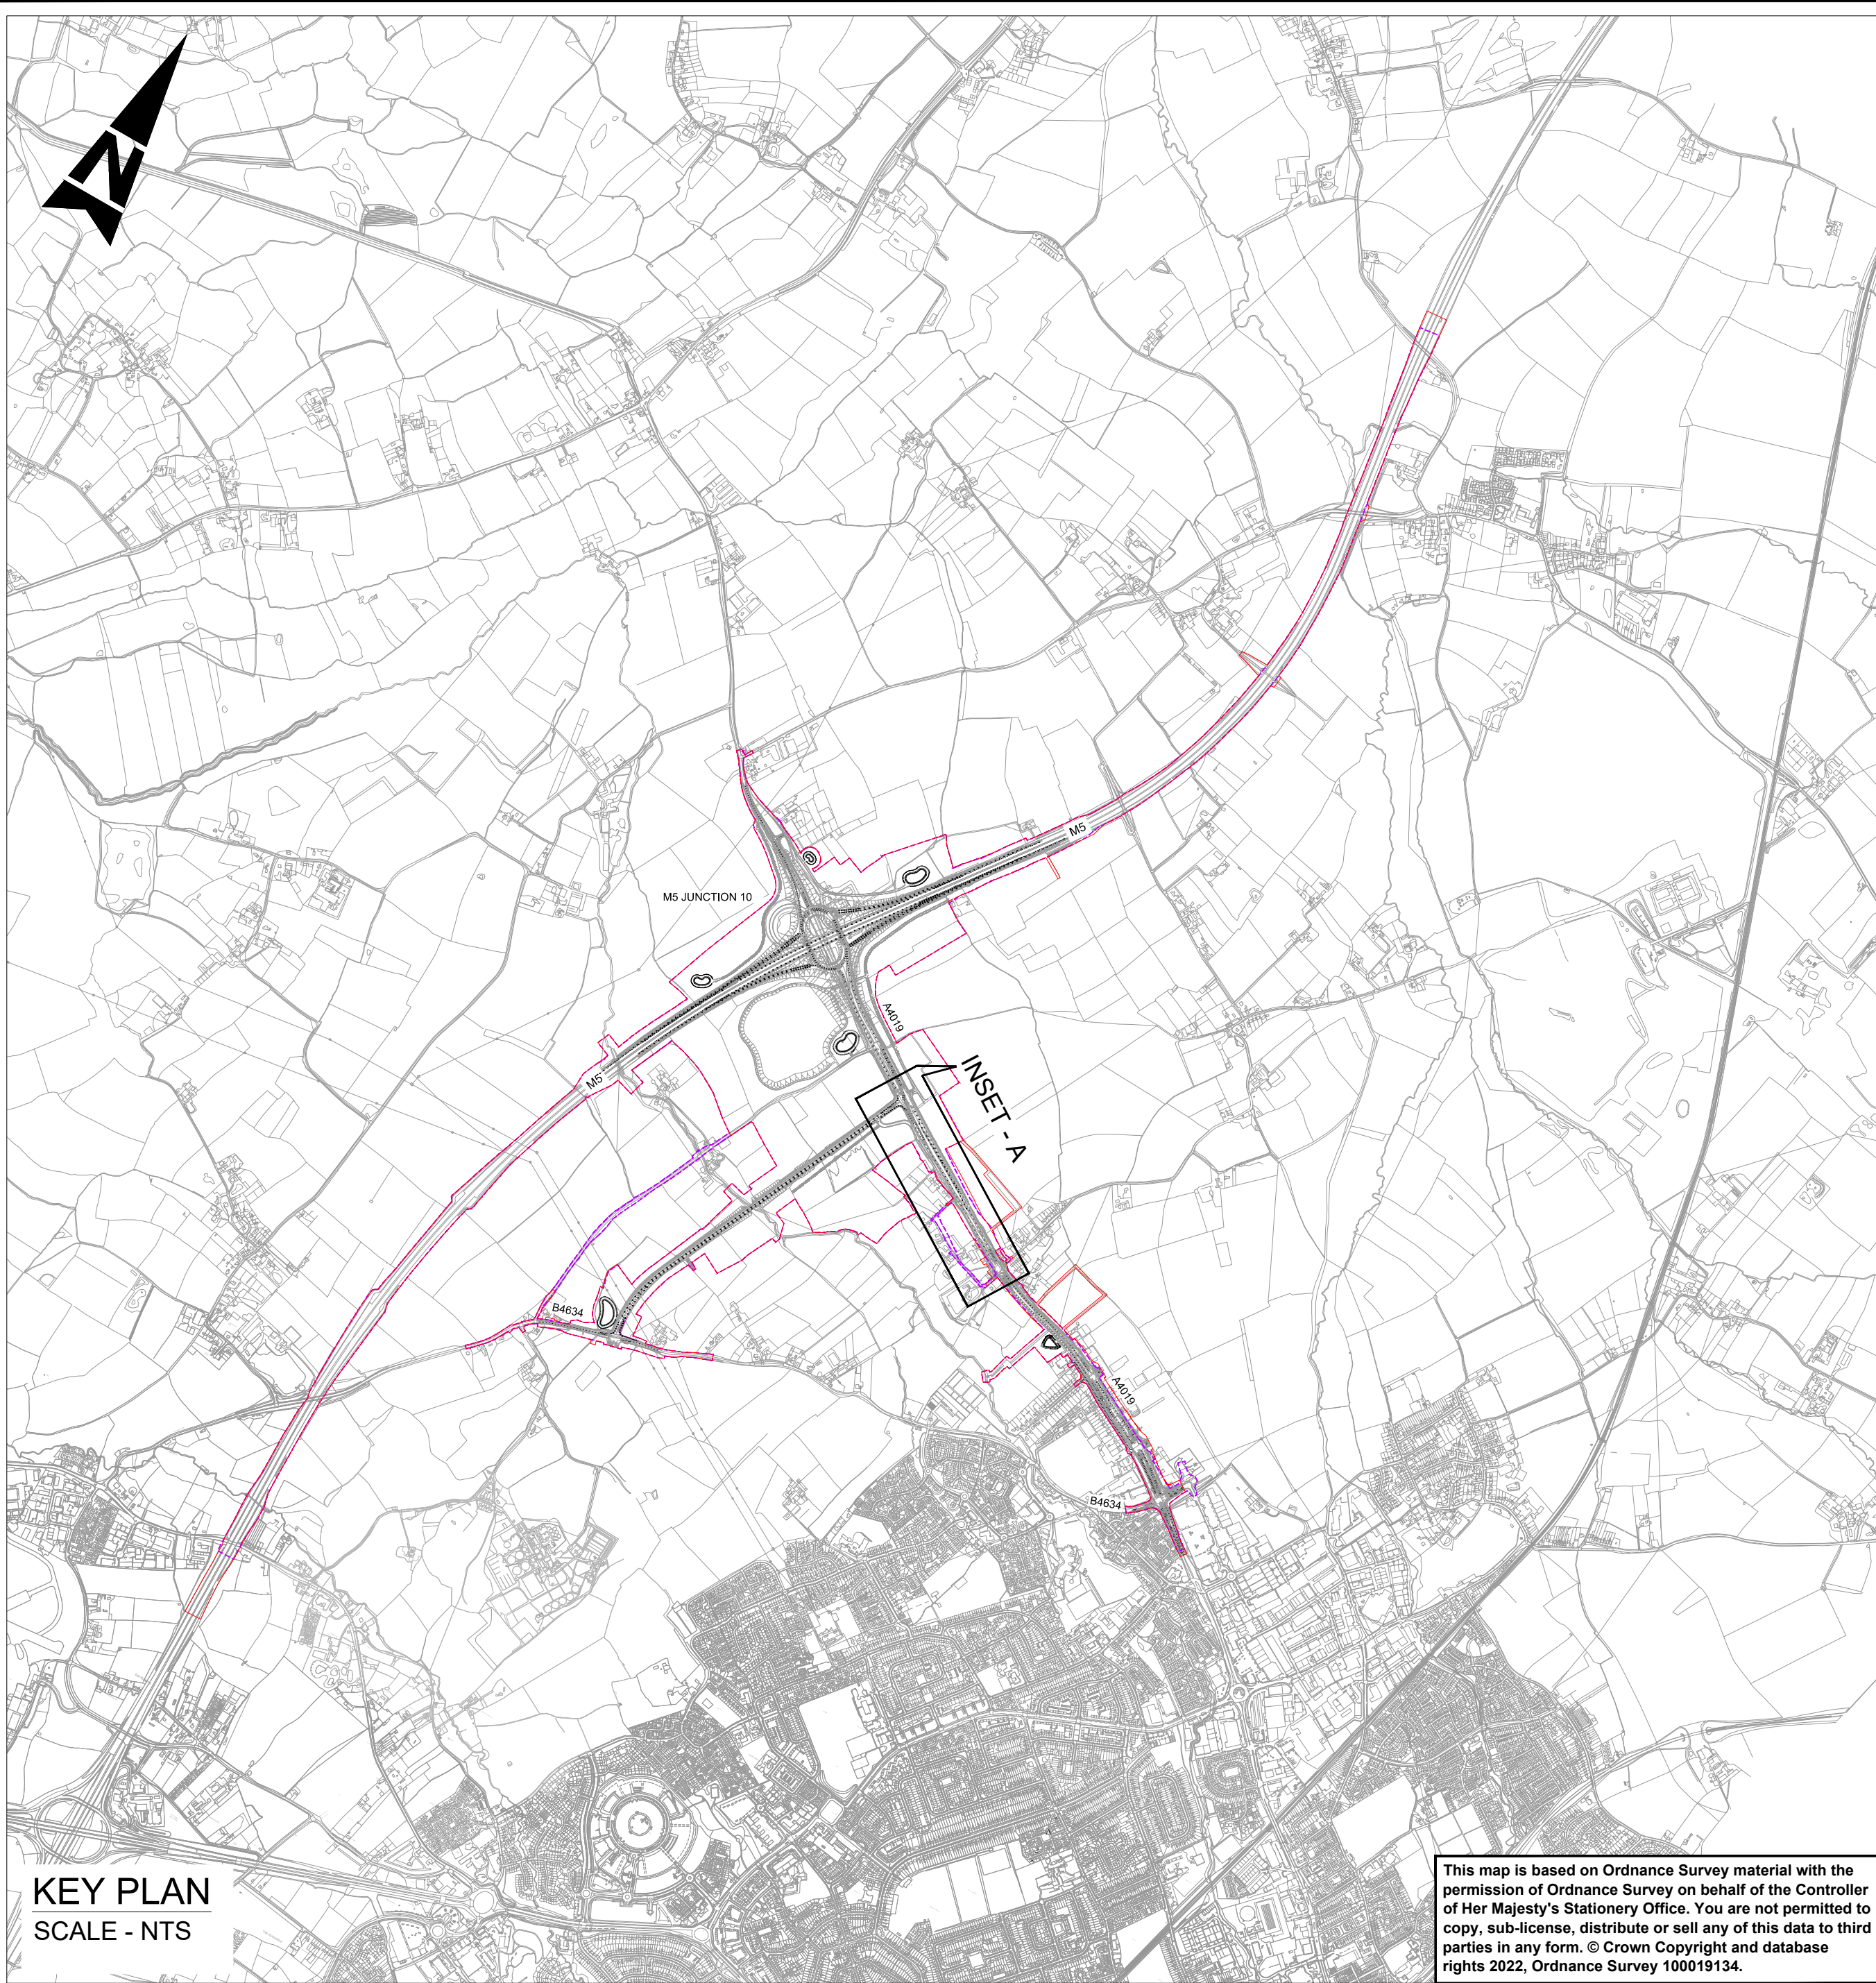 N
M5
M5 JUNCTION 10
A4019
INSET - A
M5
B4634
A4019
B4634
KEY PLAN
SCALE - NTS
This map is based on Ordnance Survey material with the
permission of Ordnance Survey on behalf of the Controller
of Her Majesty's Stationery Office. You are not permitted to
copy, sub-license, distribute or sell any of this data to third
parties in any form. © Crown Copyright and database
rights 2022, Ordnance Survey 100019134.